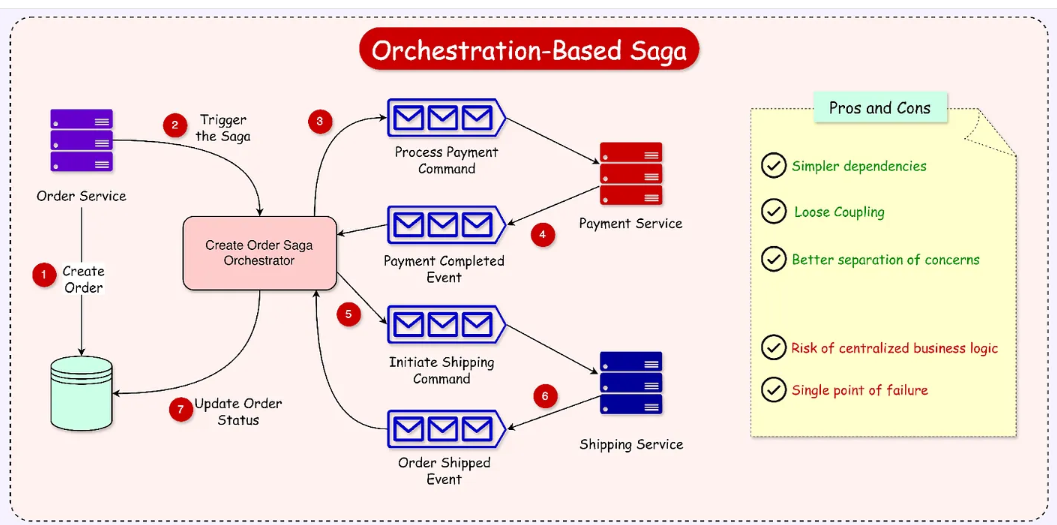 Orchestration-Based Saga
2
Trigger
the Saga
Order Service
1
Create
Order
Create Order Saga
Orchestrator
3
Process Payment
Command
Payment Service
4
Payment Completed
Event
5
Initiate Shipping
Command
6
Shipping Service
Order Shipped
Event
7
Update Order
Status
Pros and Cons
Simpler dependencies
Loose Coupling
Better separation of concerns
Risk of centralized business logic
Single point of failure